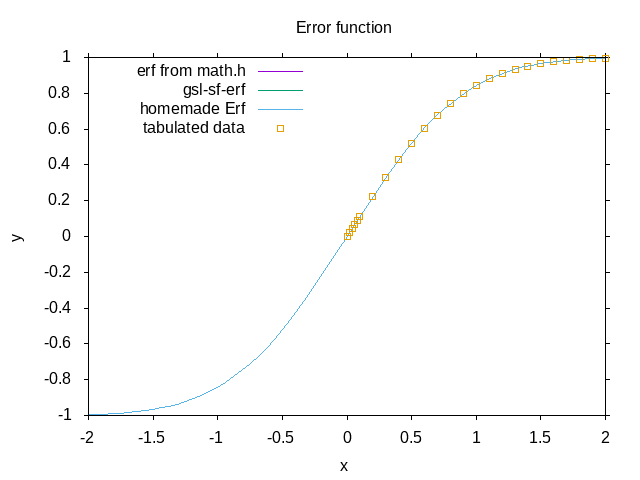 Error function
erf from math.h
gsl-sf-erf
homemade Erf
tabulated data
1
0.8
0.6
0.4
0.2
0
-0.2
-0.4
-0.6
-0.8
-1
y
-2 -1.5 -1 -0.5 0 0.5 1 1.5 2
x